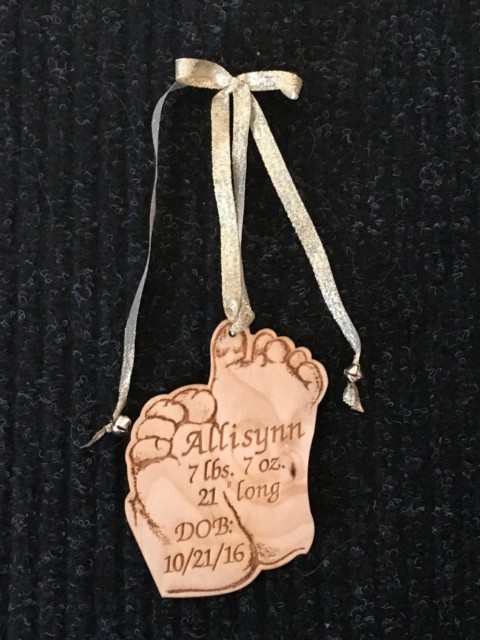 Allisynn
7 lbs. 7 oz.
21 long
DOB:
10/21/16